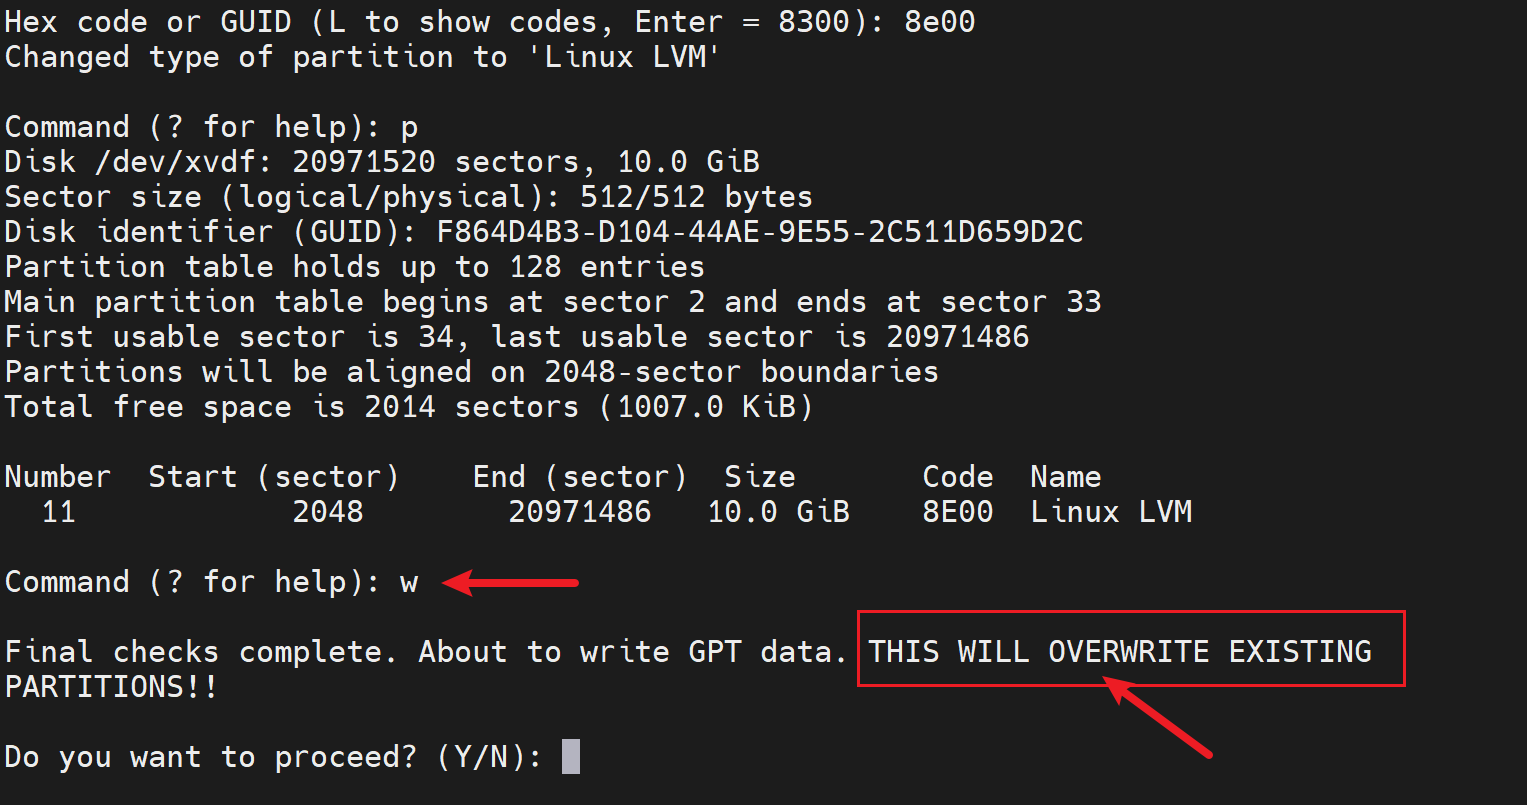 Hex code or GUID (L to show codes, Enter = 8300): 8e00
Changed type of partition to 'Linux LVM'
Command (? for help): p
Disk /dev/xvdf: 20971520 sectors, 10.0 GiB
Sector size (logical/physical): 512/512 bytes
Disk identifier (GUID): F864D4B3-D104-44AE-9E55-2C511D659D2C
Partition table holds up to 128 entries
Main partition table begins at sector 2 and ends at sector 33
First usable sector is 34, last usable sector is 20971486
Partitions will be aligned on 2048-sector boundaries
Total free space is 2014 sectors (1007.0 KiB)
Number  Start (sector)    End (sector)  Size       Code  Name
  11            2048        20971486   10.0 GiB    8E00  Linux LVM
Command (? for help): w
Final checks complete. About to write GPT data. THIS WILL OVERWRITE EXISTING
PARTITIONS!!
Do you want to proceed? (Y/N):